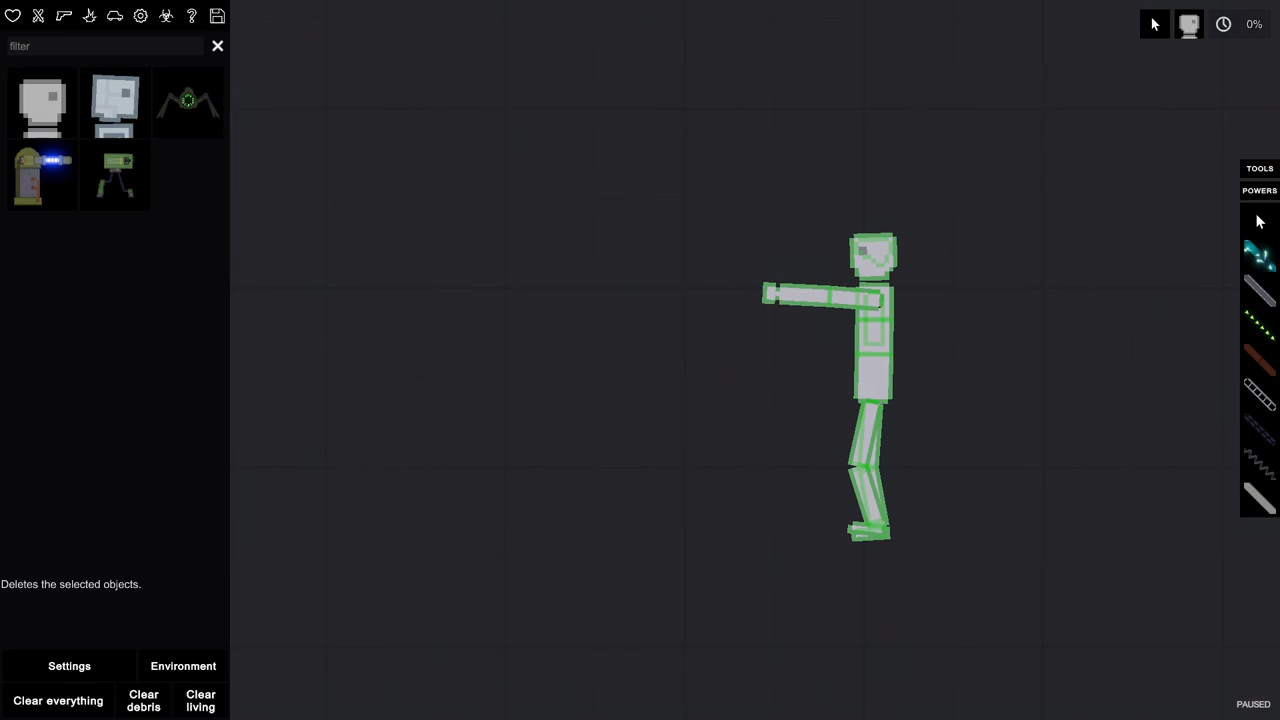 filter
0%
TOOLS
POWERS
Deletes the selected objects.
Settings
Environment
Clear everything
Clear
debris
Clear
living
PAUSED